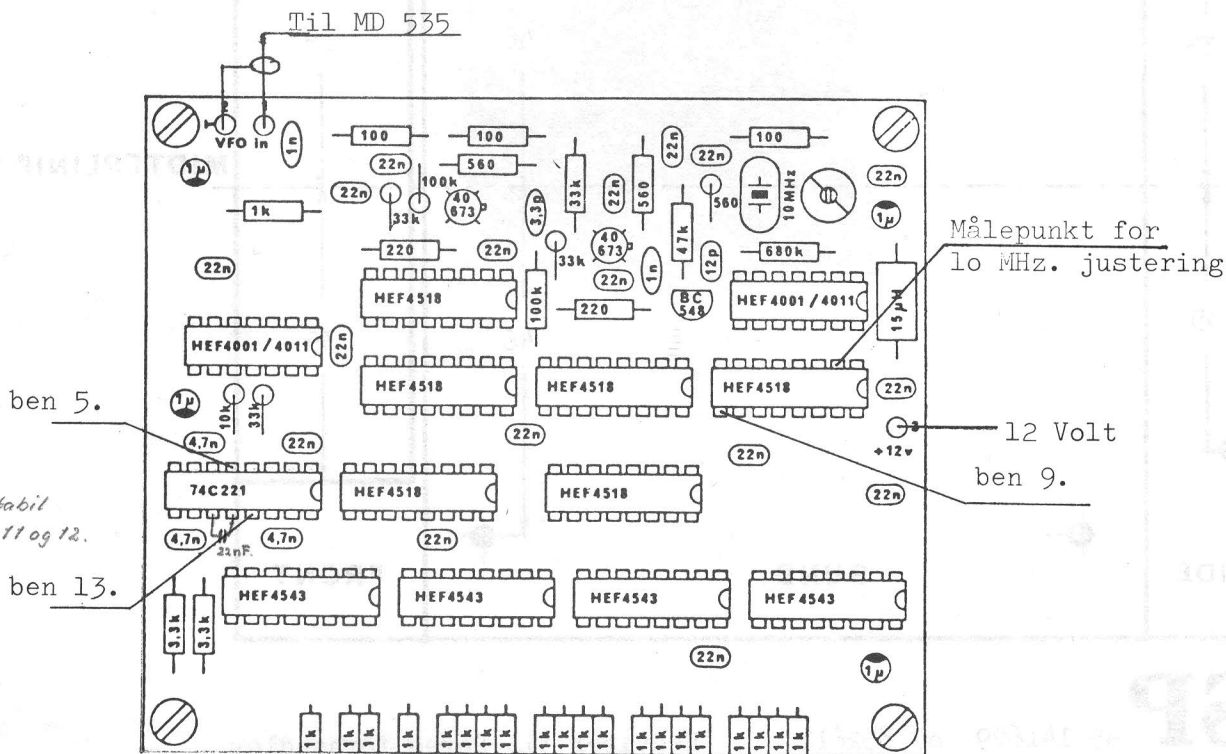 Til MD 535
2 1
VFO in
1n
1µ
100 100 100
22n 22n 22n
560
22n
100k
40
673
33k
3,3p
33k
22n
560
560
10MHz
22n
1µ
1k
220
22n
33k
40
673
47k
12p
680k
Målepunkt for
lo MHz. justering
22n
22n
1n
HEF4518
100k
220
BC
548
HEF4001/4011
15µH
HEF4001/4011
22n
HEF4518
HEF4518
HEF4518
22n
ben 5.
1µ
10k
33k
4,7n
22n
22n
22n
3
12 Volt
+12v
ben 9.
74C221
HEF4518
HEF4518
22n
11 og 12.
4,7n
22nF.
4,7n
22n
ben 13.
HEF4543
HEF4543
HEF4543
HEF4543
3,3k
3,3k
22n
1µ
1k 1k 1k 1k 1k 1k 1k 1k 1k 1k 1k 1k 1k 1k 1k 1k 1k 1k 1k 1k